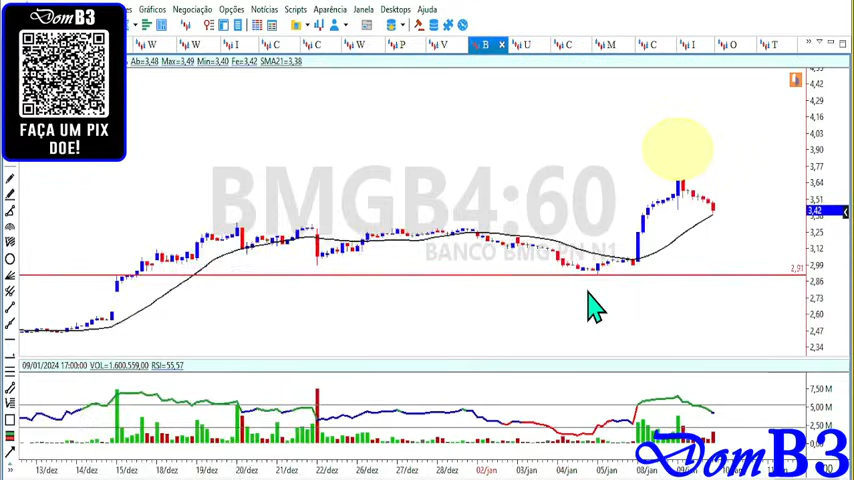 DomB3
FAÇA UM PIX
DOE!
Gráficos Negociação Opções Notícias Scripts Aparência Janela Desktops Ajuda
W W I C W P V B U C M C I O T
Ab=3,48 Max=3,49 Min=3,40 Fe=3,42 SMA21=3,38
BMGB4:60
BANCO BMG PN N1
4,42
4,29
4,16
4,03
3,90
3,77
3,64
3,51
3,42
3,25
3,12
2,99
2,91
2,86
2,73
2,60
2,47
2,34
09/01/2024 17:00:00 VOL=1.600.559,00 RSI=55,57
7,50 M
5,00 M
2,50 M
13/dez 14/dez 15/dez 18/dez 19/dez 20/dez 21/dez 22/dez 26/dez 27/dez 28/dez 02/jan 03/jan 04/jan 05/jan 08/jan 09/jan
DomB3